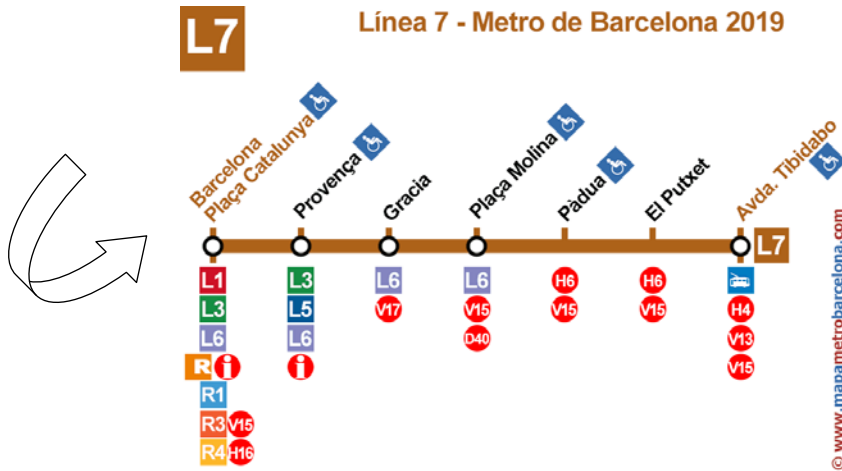 L7
Línea 7 - Metro de Barcelona 2019
Barcelona
Plaça Catalunya
Provença
Gracia
Plaça Molina
Pàdua
El Putxet
Avda. Tibidabo
L7
L1
L3
L6
R i
R1
R3 V15
R4 H16
L3
L5
L6
i
L6
V17
L6
V15
D40
H6
V15
H6
V15
H4
V13
V15
© www.mapametrobarcelona.com